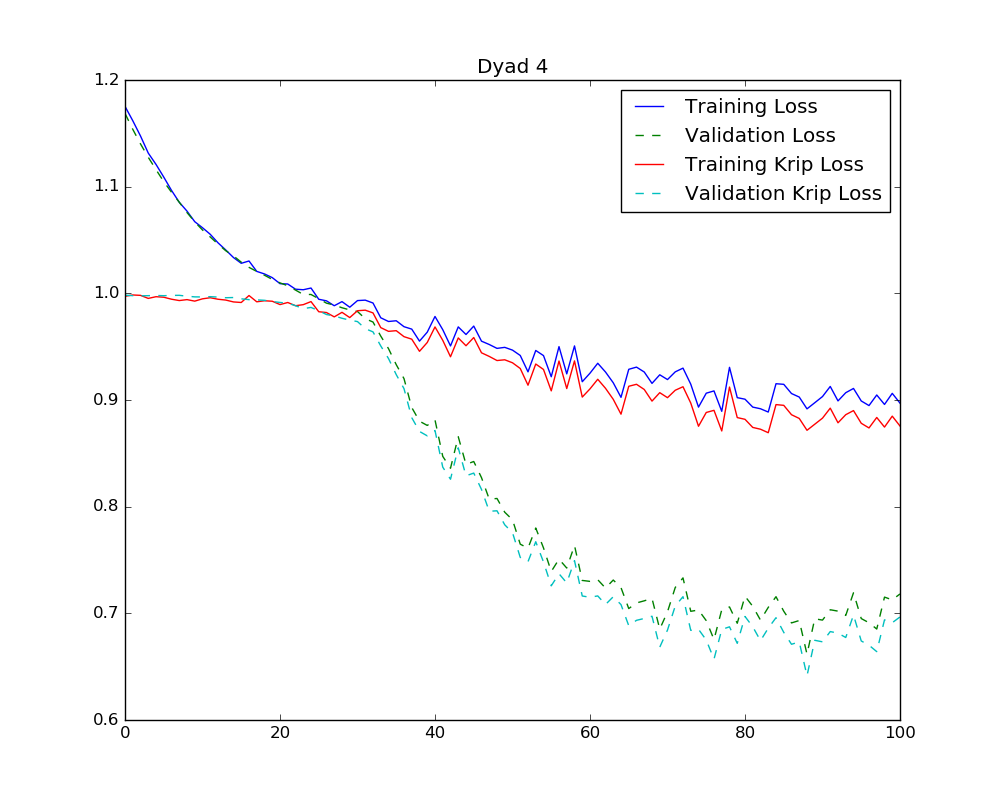 Dyad 4
1.2
1.1
1.0
0.9
0.8
0.7
0.6
0 20 40 60 80 100
Training Loss
Validation Loss
Training Krip Loss
Validation Krip Loss